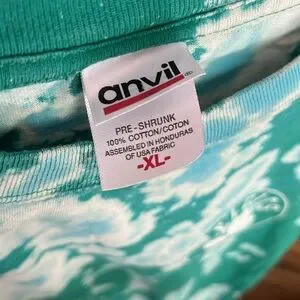 anvil
PRE-SHRUNK
100% COTTON/COTON
ASSEMBLED IN HONDURAS
OF USA FABRIC
-XL-